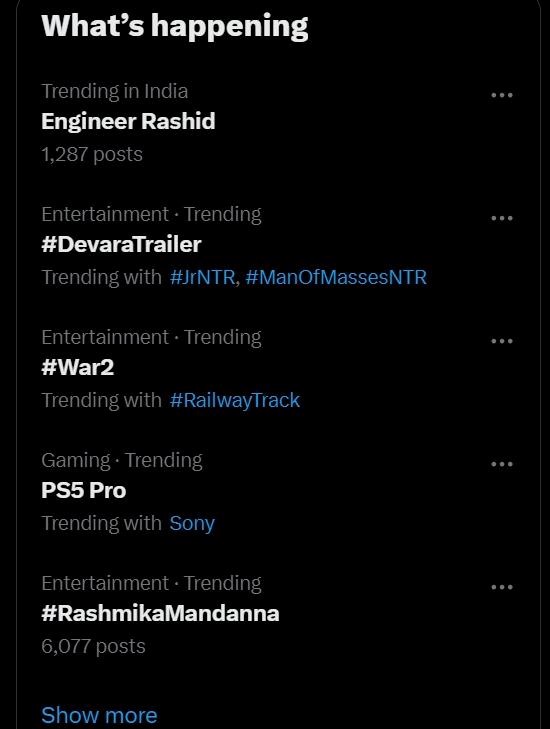 What's happening
Trending in India
Engineer Rashid
1,287 posts
Entertainment · Trending
#DevaraTrailer
Trending with #JrNTR, #ManOfMassesNTR
Entertainment · Trending
#War2
Trending with #RailwayTrack
Gaming · Trending
PS5 Pro
Trending with Sony
Entertainment · Trending
#RashmikaMandanna
6,077 posts
Show more